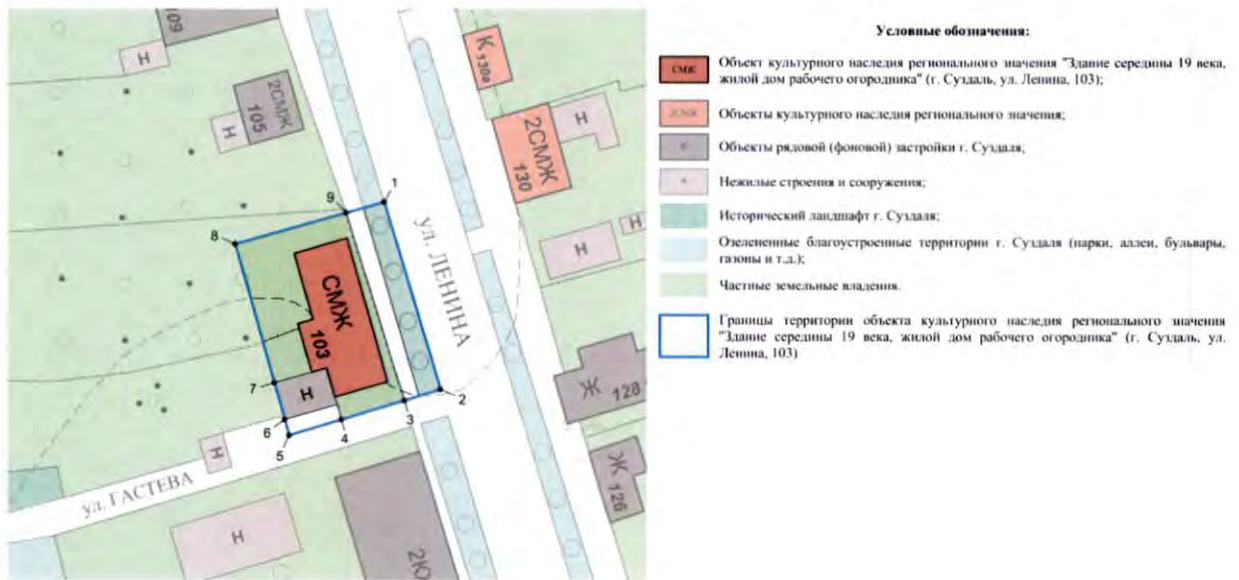 109
Н
К 130а
2СМЖ
105
Н
2СМЖ
130
Н
Н
Н
9
1
8
ул. ЛЕНИНА
СМЖ
103
7
Н
2
3
6
4
5
Н
Ж 128
Ж 126
ул. ГАСТЕВА
Н
Условные обозначения:
СМЖ
Объект культурного наследия регионального значения "Здание середины 19 века,
жилой дом рабочего огородника" (г. Суздаль, ул. Ленина, 103);
2СМЖ
Объекты культурного наследия регионального значения;
Объекты рядовой (фоновой) застройки г. Суздаля;
Нежилые строения и сооружения;
Исторический ландшафт г. Суздаля;
Озелененные благоустроенные территории г. Суздаля (парки, аллеи, бульвары,
газоны и т.д.);
Частные земельные владения.
Границы территории объекта культурного наследия регионального значения
"Здание середины 19 века, жилой дом рабочего огородника" (г. Суздаль, ул.
Ленина, 103)